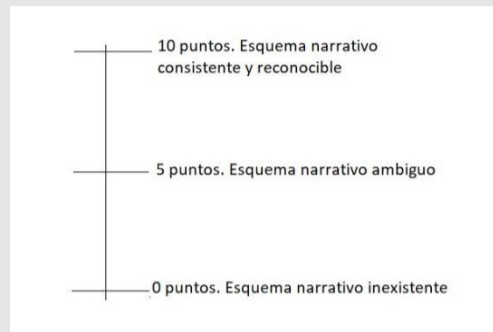 10 puntos. Esquema narrativo
consistente y reconocible
5 puntos. Esquema narrativo ambiguo
0 puntos. Esquema narrativo inexistente